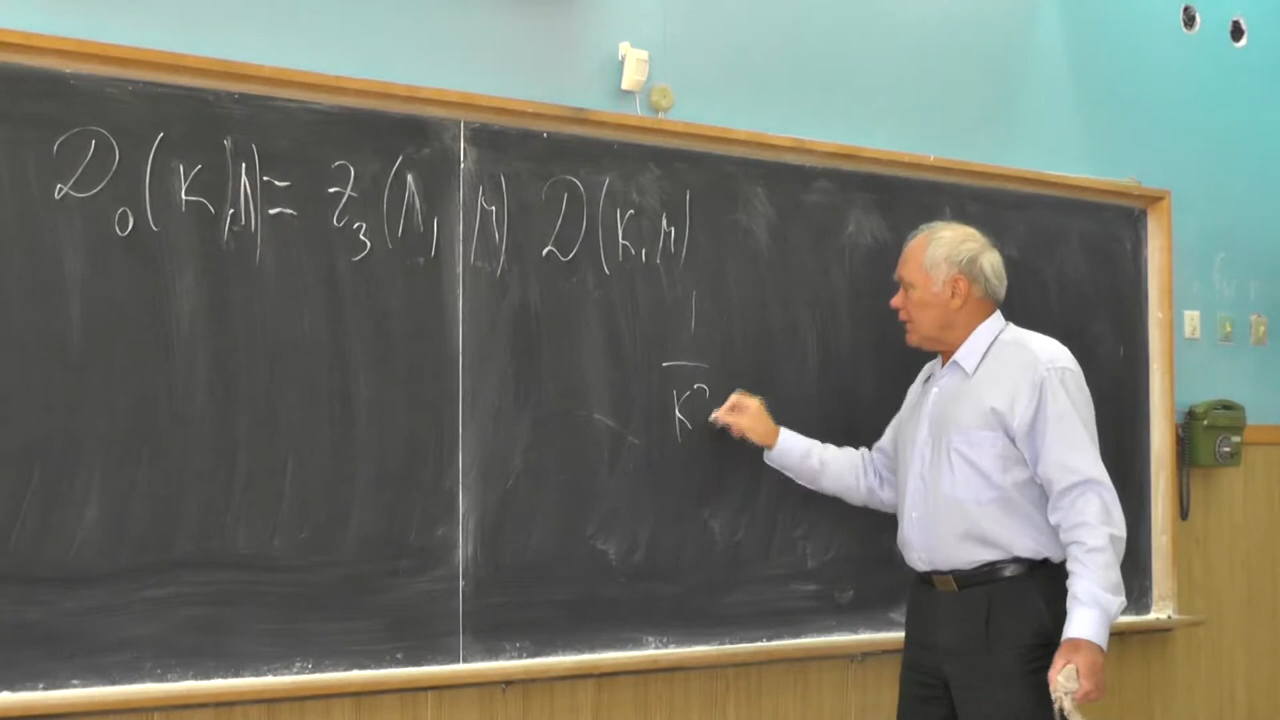 D₀(k,Λ) = Z₃(Λ, μ) D(k, μ)
1
k²